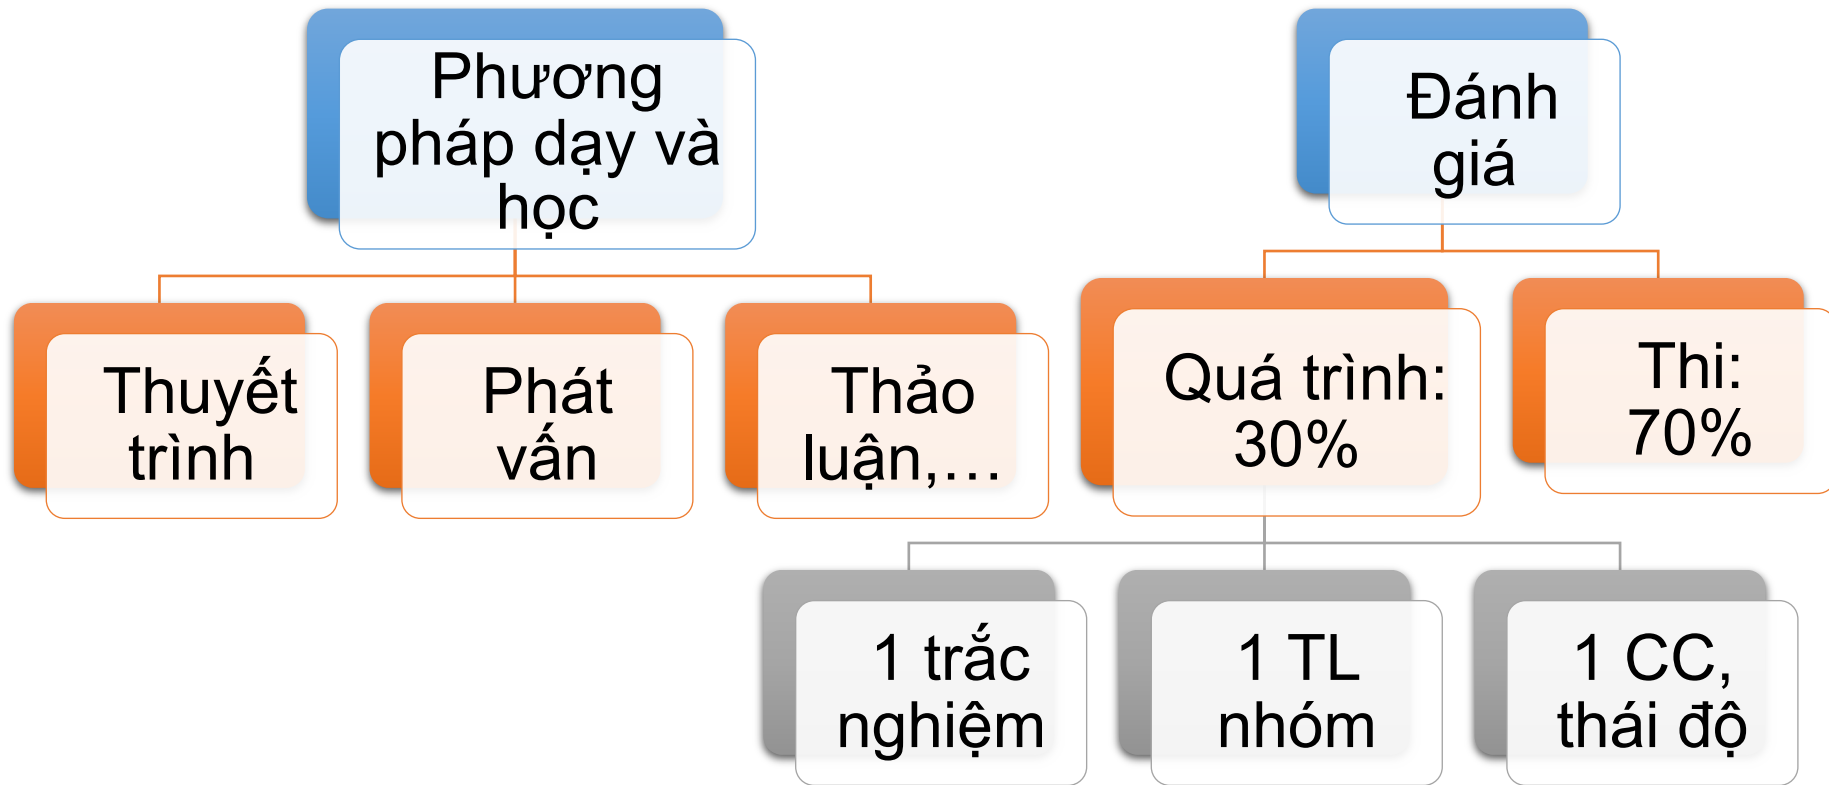 Phương
pháp dạy và
học
Đánh
giá
Thuyết
trình
Phát
vấn
Thảo
luận,…
Quá trình:
30%
Thi:
70%
1 trắc
nghiệm
1 TL
nhóm
1 CC,
thái độ